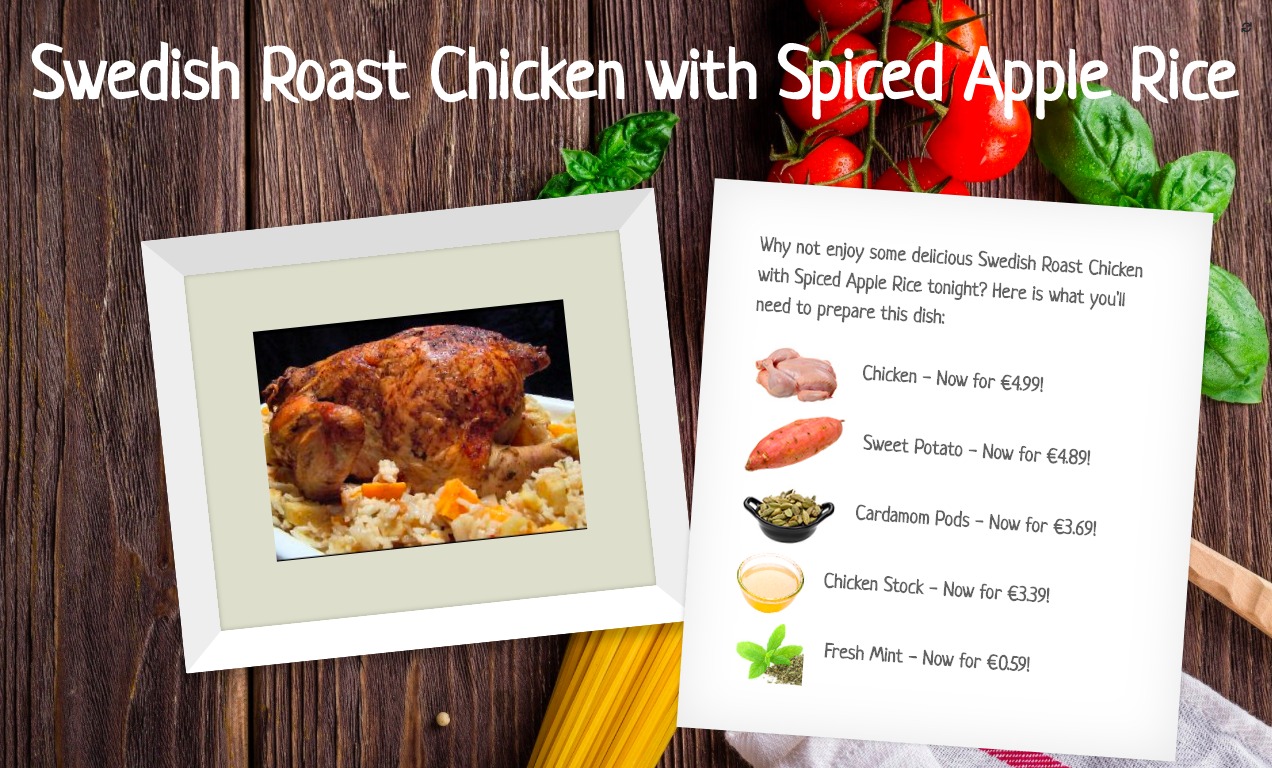 Swedish Roast Chicken with Spiced Apple Rice
Why not enjoy some delicious Swedish Roast Chicken
with Spiced Apple Rice tonight? Here is what you'll
need to prepare this dish:
Chicken - Now for €4.99!
Sweet Potato - Now for €4.89!
Cardamom Pods - Now for €3.69!
Chicken Stock - Now for €3.39!
Fresh Mint - Now for €0.59!